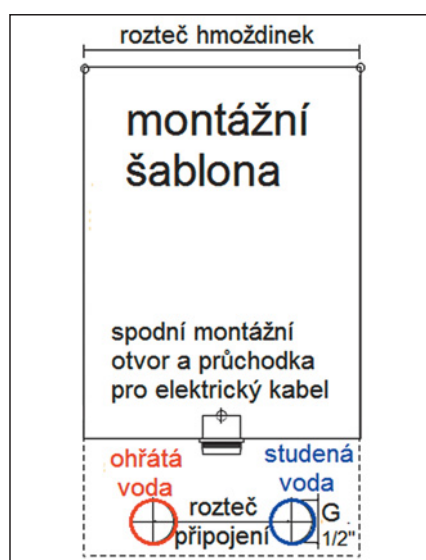 rozteč hmoždinek
montážní
šablona
spodní montážní
otvor a průchodka
pro elektrický kabel
ohřátá
voda
studená
voda
rozteč
připojení
G
1/2"